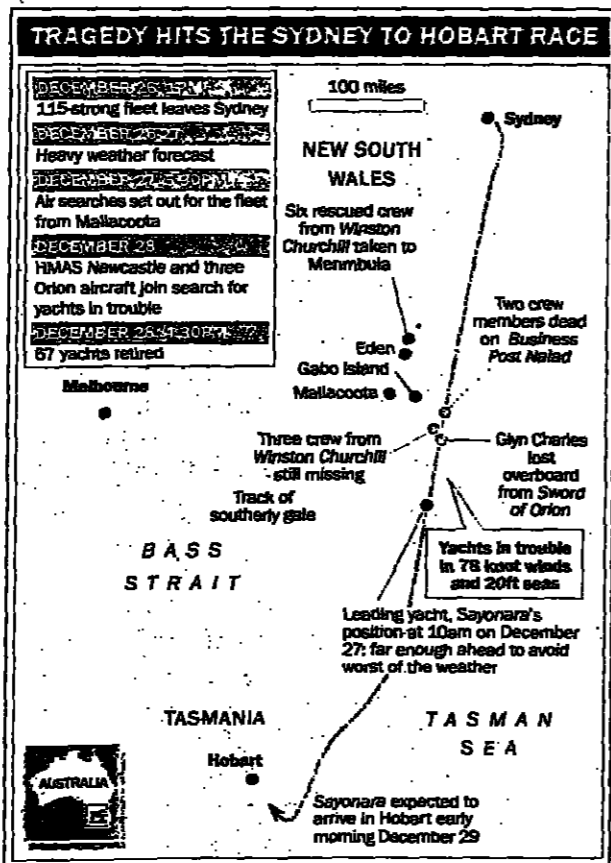 TRAGEDY HITS THE SYDNEY TO HOBART RACE
DECEMBER 26
115-strong fleet leaves Sydney
DECEMBER
Heavy weather forecast
DECEMBER 27
Air searches set out for the fleet
from Mallacoota
DECEMBER 28
HMAS Newcastle and three
Orion aircraft join search for
yachts in trouble
DECEMBER 28
67 yachts retired
100 miles
Sydney
NEW SOUTH
WALES
Six rescued crew
from Winston
Churchill taken to
Merimbula
Two crew
members dead
on Business
Post Naiad
Eden
Gabo Island
Mallacoota
Melbourne
Three crew from
Winston Churchill
still missing
Glyn Charles
lost
overboard
from Sword
of Orion
Track of
southerly gale
Yachts in trouble
in 78 knot winds
and 20ft seas
BASS
STRAIT
Leading yacht, Sayonara's
position at 10am on December
27: far enough ahead to avoid
worst of the weather
TASMANIA
TASMAN
SEA
Hobart
AUSTRALIA
Sayonara expected to
arrive in Hobart early
morning December 29